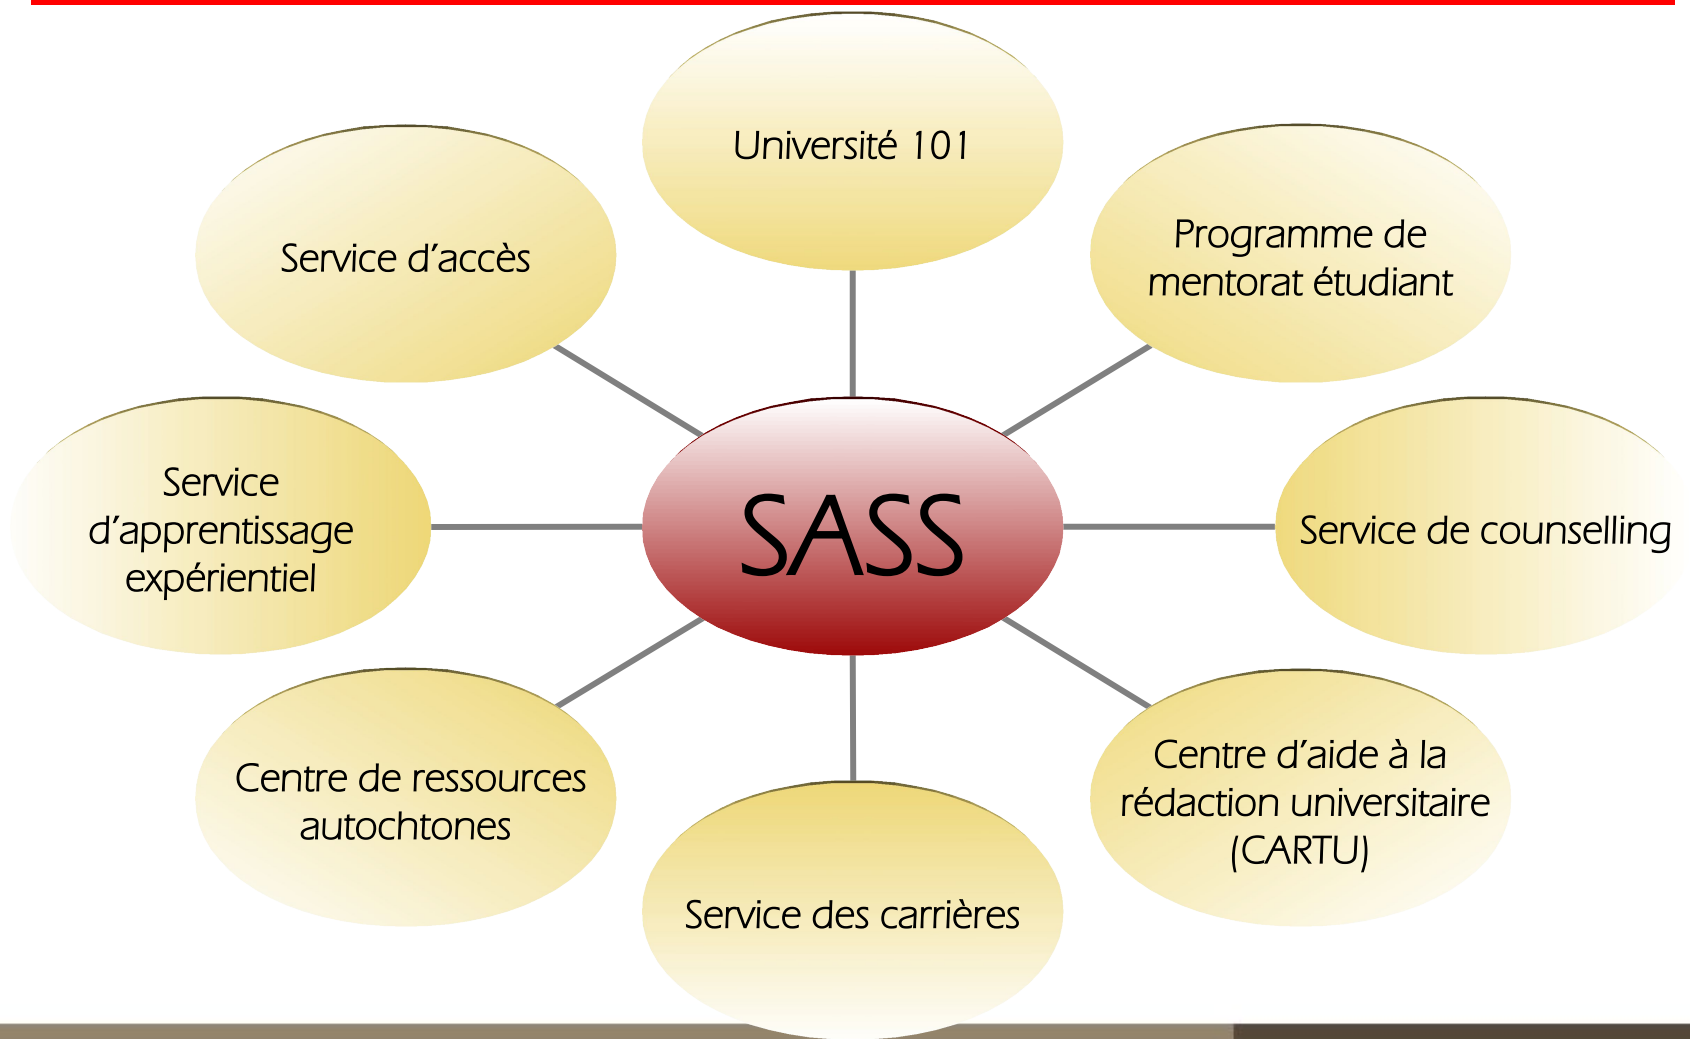 Université 101
Programme de
mentorat étudiant
Service d’accès
Service
d’apprentissage
expérientiel
SASS
Service de counselling
Centre de ressources
autochtones
Centre d’aide à la
rédaction universitaire
(CARTU)
Service des carrières